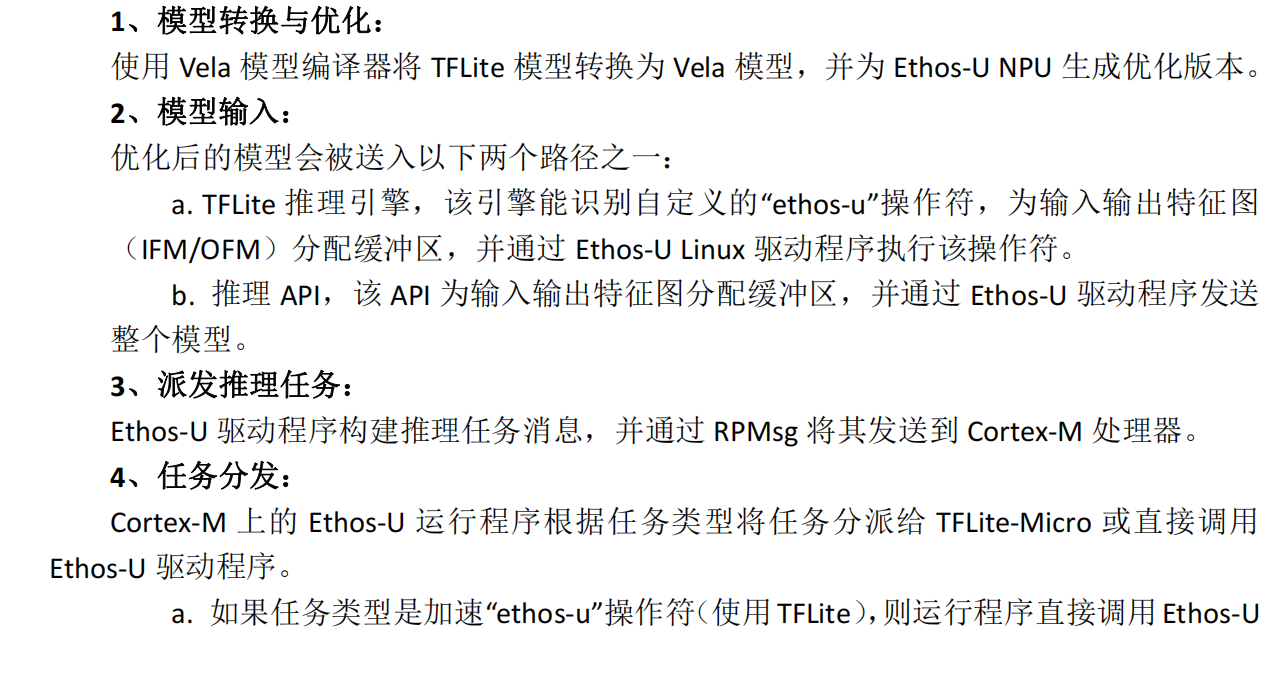 1、模型转换与优化：
使用 Vela 模型编译器将 TFLite 模型转换为 Vela 模型，并为 Ethos-U NPU 生成优化版本。
2、模型输入：
优化后的模型会被送入以下两个路径之一：
a. TFLite 推理引擎，该引擎能识别自定义的“ethos-u”操作符，为输入输出特征图
（IFM/OFM）分配缓冲区，并通过 Ethos-U Linux 驱动程序执行该操作符。
b. 推理 API，该 API 为输入输出特征图分配缓冲区，并通过 Ethos-U 驱动程序发送
整个模型。
3、派发推理任务：
Ethos-U 驱动程序构建推理任务消息，并通过 RPMsg 将其发送到 Cortex-M 处理器。
4、任务分发：
Cortex-M 上的 Ethos-U 运行程序根据任务类型将任务分派给 TFLite-Micro 或直接调用
Ethos-U 驱动程序。
a. 如果任务类型是加速“ethos-u”操作符（使用 TFLite），则运行程序直接调用 Ethos-U